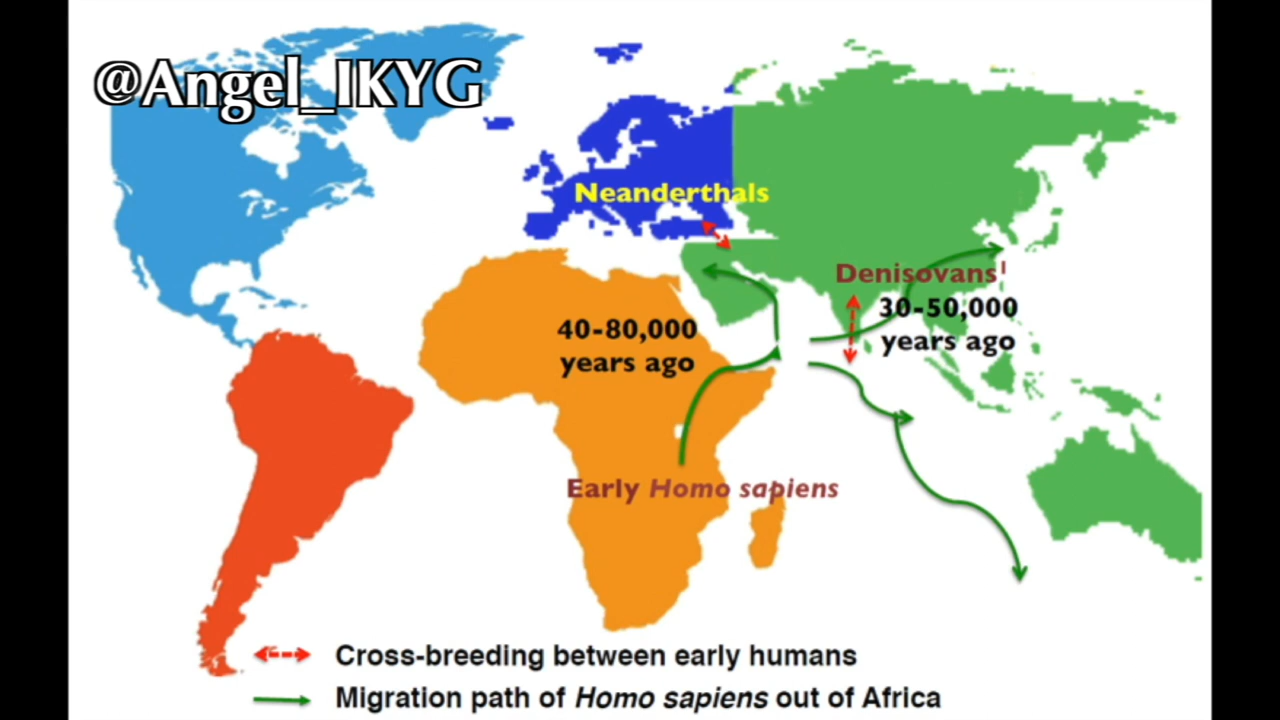 @Angel_IKYG
Neanderthals
Denisovans
30-50,000
years ago
40-80,000
years ago
Early Homo sapiens
Cross-breeding between early humans
Migration path of Homo sapiens out of Africa